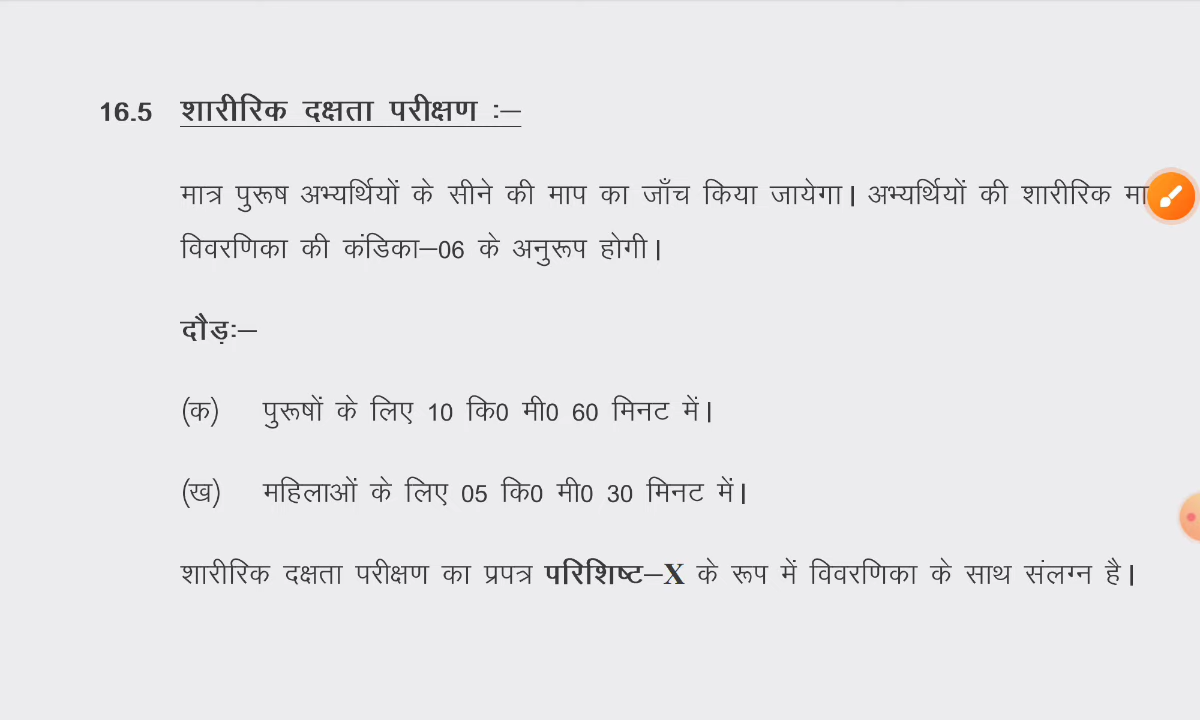 16.5 शारीरिक दक्षता परीक्षण :–
मात्र पुरूष अभ्यर्थियों के सीने की माप का जाँच किया जायेगा। अभ्यर्थियों की शारीरिक
विवरणिका की कंडिका–06 के अनुरूप होगी।
दौड़ः–
(क) पुरूषों के लिए 10 कि0 मी0 60 मिनट में।
(ख) महिलाओं के लिए 05 कि0 मी0 30 मिनट में।
शारीरिक दक्षता परीक्षण का प्रपत्र परिशिष्ट–X के रूप में विवरणिका के साथ संलग्न है।